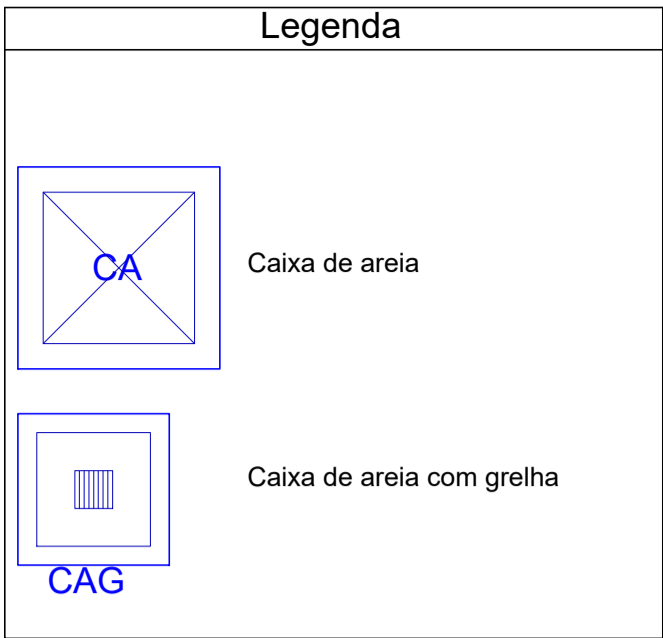 Legenda
CA
Caixa de areia
Caixa de areia com grelha
CAG